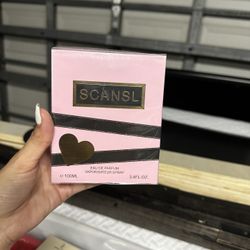 SCANSL
EAU DE PARFUM
VAPORISATEUR SPRAY
℮ 100ML 3.4FL.OZ.